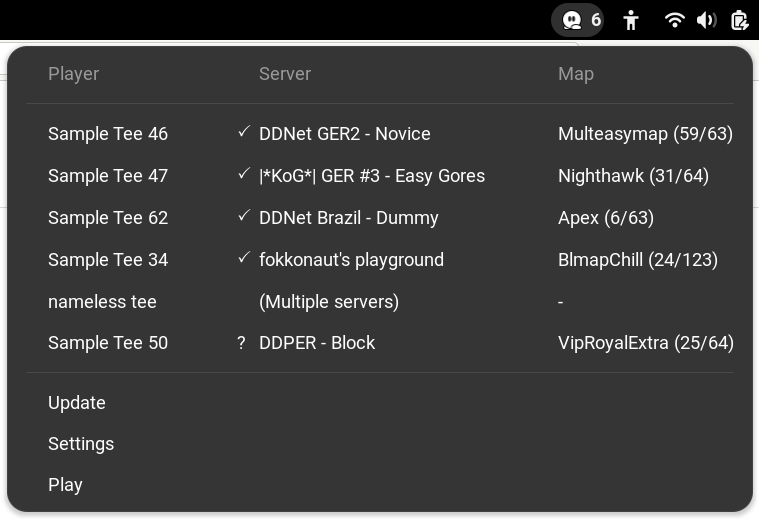 6
Player Server Map
Sample Tee 46 ✓ DDNet GER2 - Novice Multeasymap (59/63)
Sample Tee 47 ✓ |*KoG*| GER #3 - Easy Gores Nighthawk (31/64)
Sample Tee 62 ✓ DDNet Brazil - Dummy Apex (6/63)
Sample Tee 34 ✓ fokkonaut's playground BlmapChill (24/123)
nameless tee (Multiple servers) -
Sample Tee 50 ? DDPER - Block VipRoyalExtra (25/64)
Update
Settings
Play